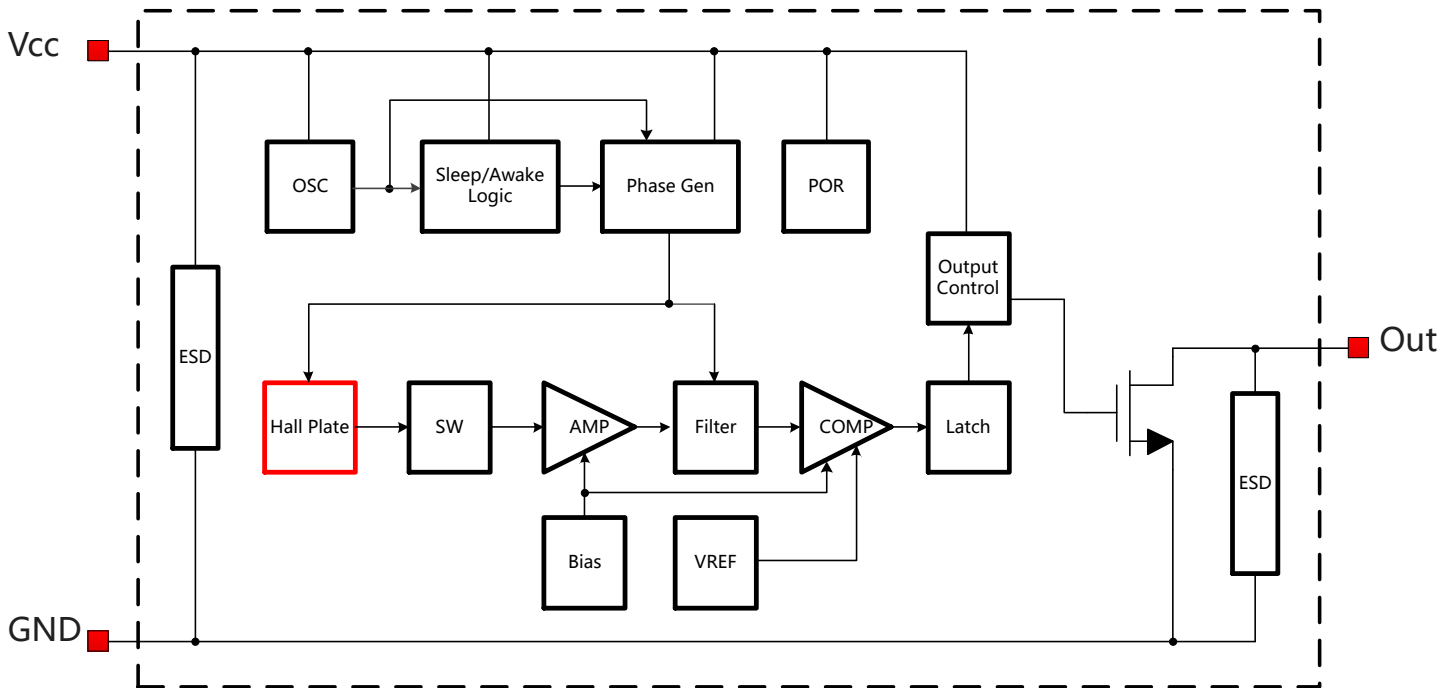 Vcc
OSC
Sleep/Awake
Logic
Phase Gen
POR
Output
Control
Out
ESD
Hall Plate
SW
AMP
Filter
COMP
Latch
ESD
Bias
VREF
GND